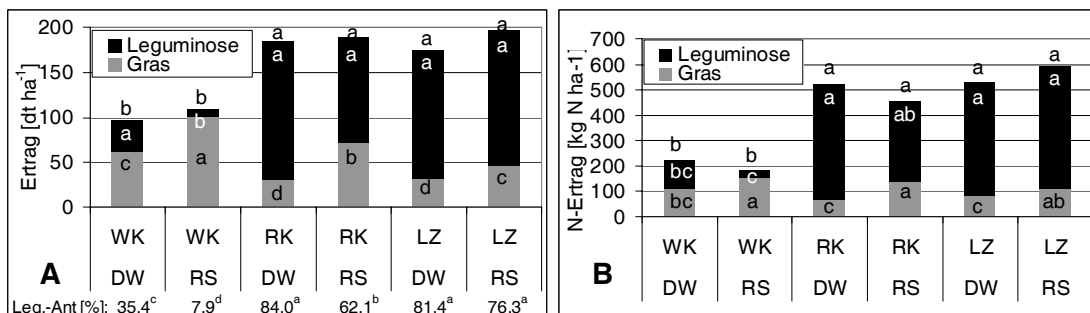 a a a a
200
Leguminose
Gras
a a a a
150
b
b
100
a
b
50
c a d b d c
0
Ertrag [dt ha-1]
WK WK RK RK LZ LZ
A
DW RS DW RS DW RS
Leg.-Ant [%]: 35.4c 7.9d 84.0a 62.1b 81.4a 76.3a
700
Leguminose
Gras
a a a a
600
500
a ab a a
400
300
b b
200
bc c
100
bc a c a c ab
0
N-Ertrag [kg N ha-1]
WK WK RK RK LZ LZ
B
DW RS DW RS DW RS